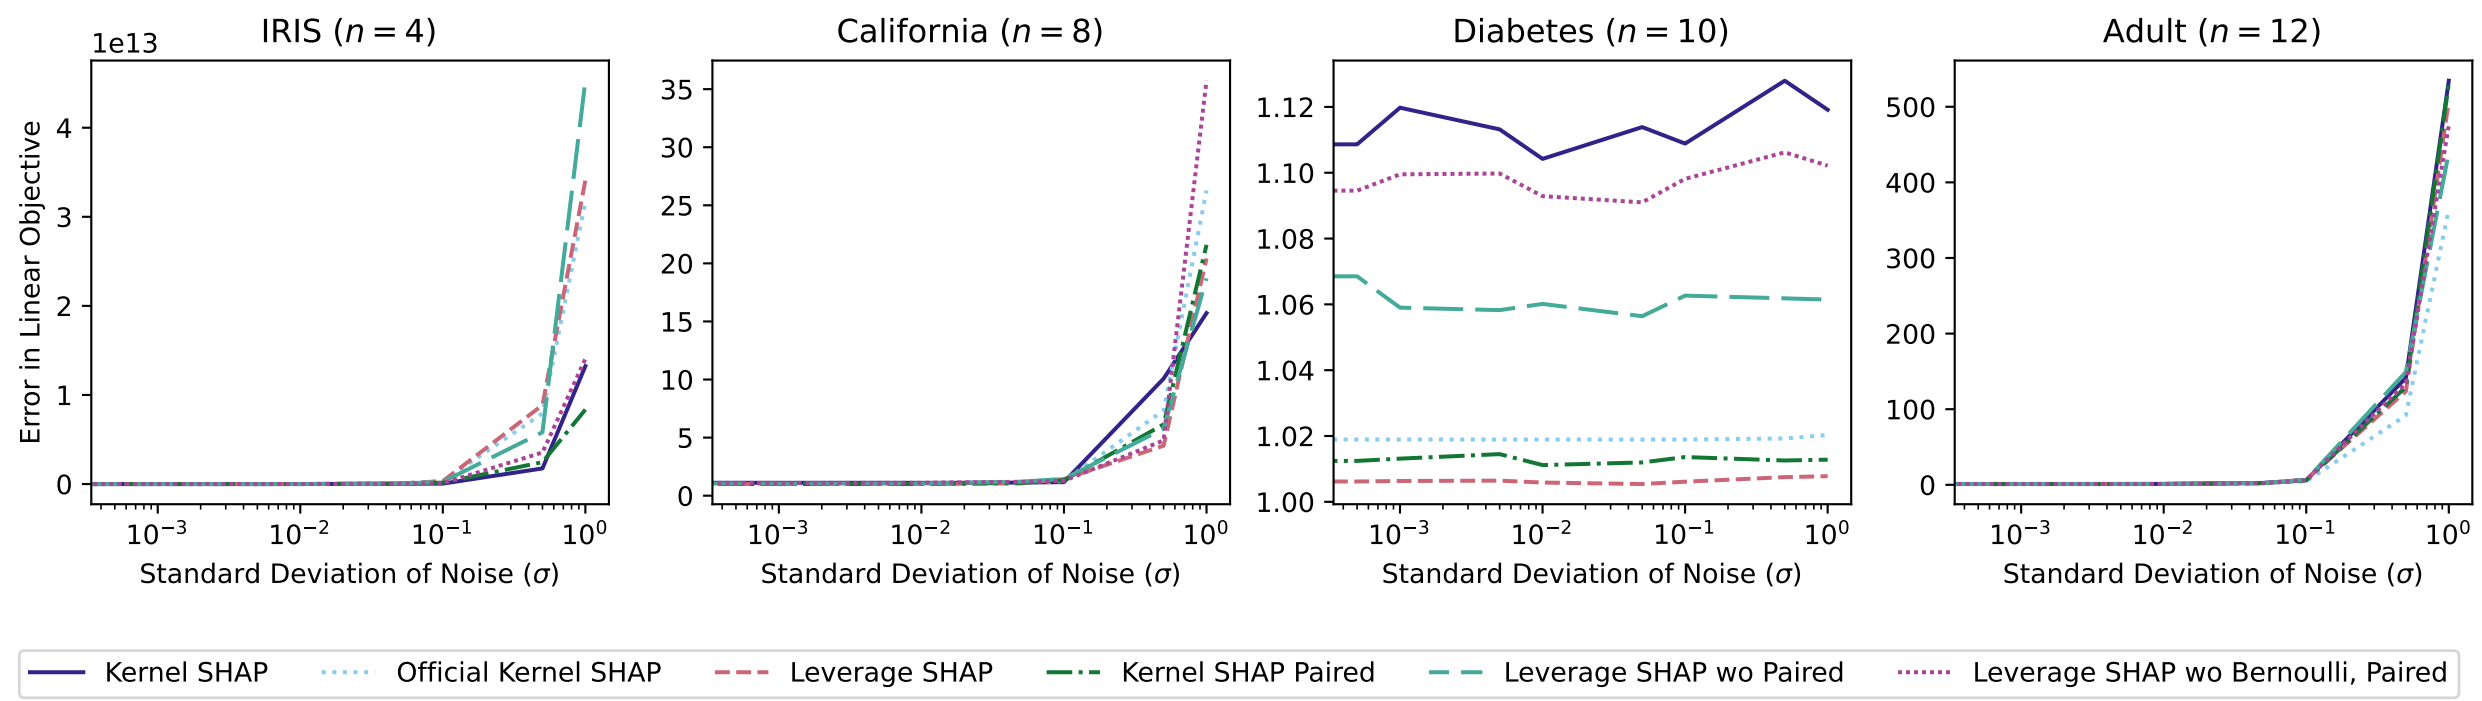 IRIS (n = 4)
California (n = 8)
Diabetes (n = 10)
Adult (n = 12)
1e13
Error in Linear Objective
4
3
2
1
0
10⁻³ 10⁻² 10⁻¹ 10⁰
Standard Deviation of Noise (σ)
35
30
25
20
15
10
5
0
10⁻³ 10⁻² 10⁻¹ 10⁰
Standard Deviation of Noise (σ)
1.12
1.10
1.08
1.06
1.04
1.02
1.00
10⁻³ 10⁻² 10⁻¹ 10⁰
Standard Deviation of Noise (σ)
500
400
300
200
100
0
10⁻³ 10⁻² 10⁻¹ 10⁰
Standard Deviation of Noise (σ)
Kernel SHAP Official Kernel SHAP Leverage SHAP Kernel SHAP Paired Leverage SHAP wo Paired Leverage SHAP wo Bernoulli, Paired